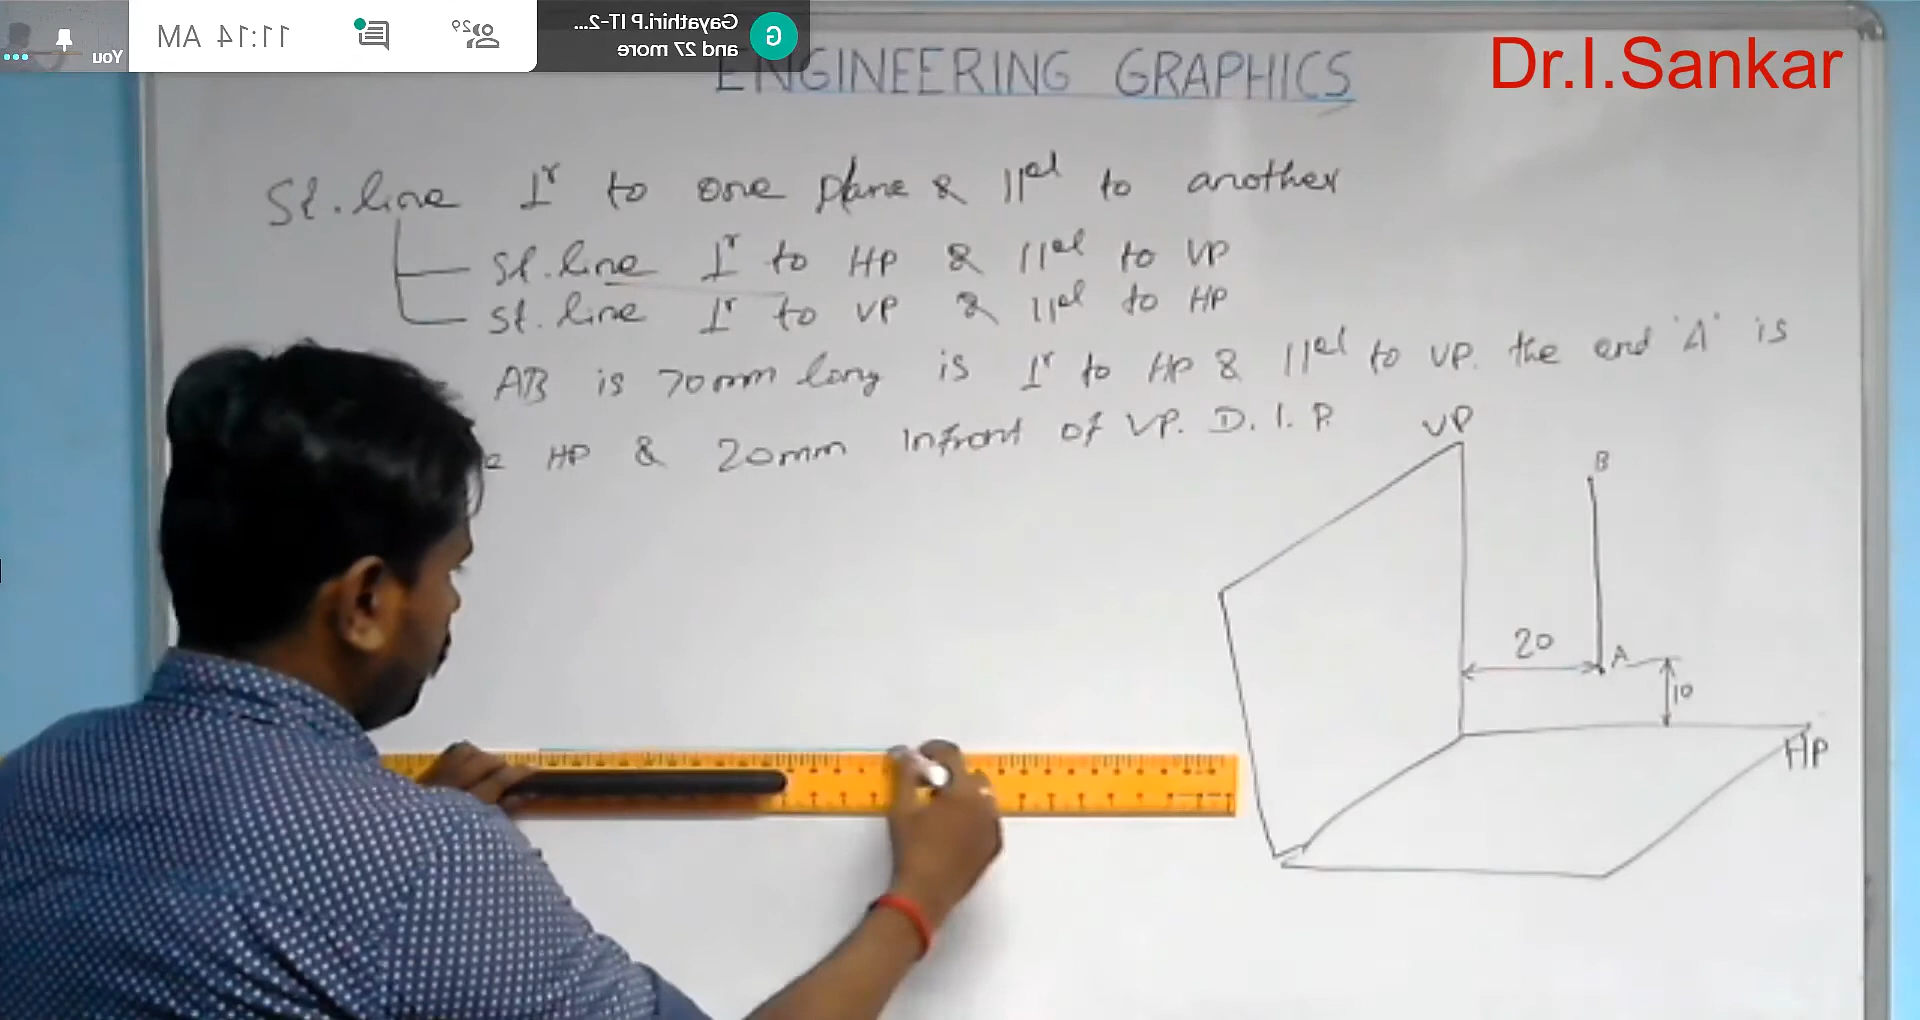 You
11:14 AM
29
Gayathiri.P IT-2...
and 27 more
G
ENGINEERING GRAPHICS
Dr.I.Sankar
St. line ⊥r to one plane & ||el to another
St. line ⊥r to HP & ||el to VP
St. line ⊥r to VP & ||el to HP
AB is 70mm long is ⊥r to HP & ||el to VP. the end 'A' is
HP & 20mm Infront of VP. D.I.P.
VP
B
20
A
10
HP